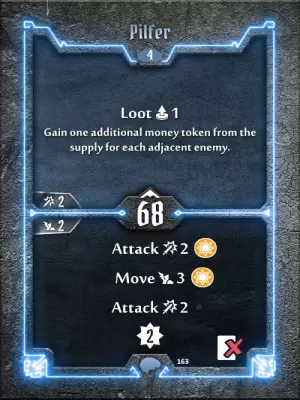 Pilfer
4
Loot 1
Gain one additional money token from the
supply for each adjacent enemy.
2
68
2
Attack 2
Move 3
Attack 2
2
163